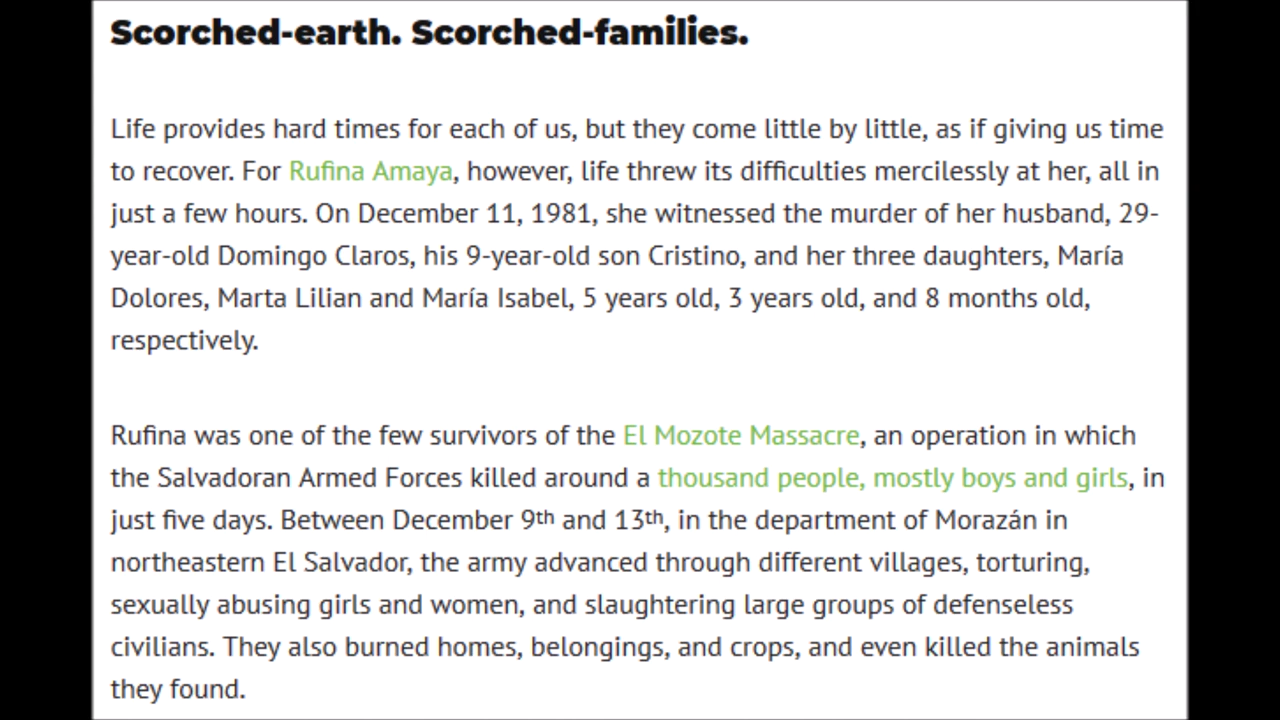 Scorched-earth. Scorched-families.
Life provides hard times for each of us, but they come little by little, as if giving us time
to recover. For Rufina Amaya, however, life threw its difficulties mercilessly at her, all in
just a few hours. On December 11, 1981, she witnessed the murder of her husband, 29-
year-old Domingo Claros, his 9-year-old son Cristino, and her three daughters, María
Dolores, Marta Lilian and María Isabel, 5 years old, 3 years old, and 8 months old,
respectively.
Rufina was one of the few survivors of the El Mozote Massacre, an operation in which
the Salvadoran Armed Forces killed around a thousand people, mostly boys and girls, in
just five days. Between December 9th and 13th, in the department of Morazán in
northeastern El Salvador, the army advanced through different villages, torturing,
sexually abusing girls and women, and slaughtering large groups of defenseless
civilians. They also burned homes, belongings, and crops, and even killed the animals
they found.